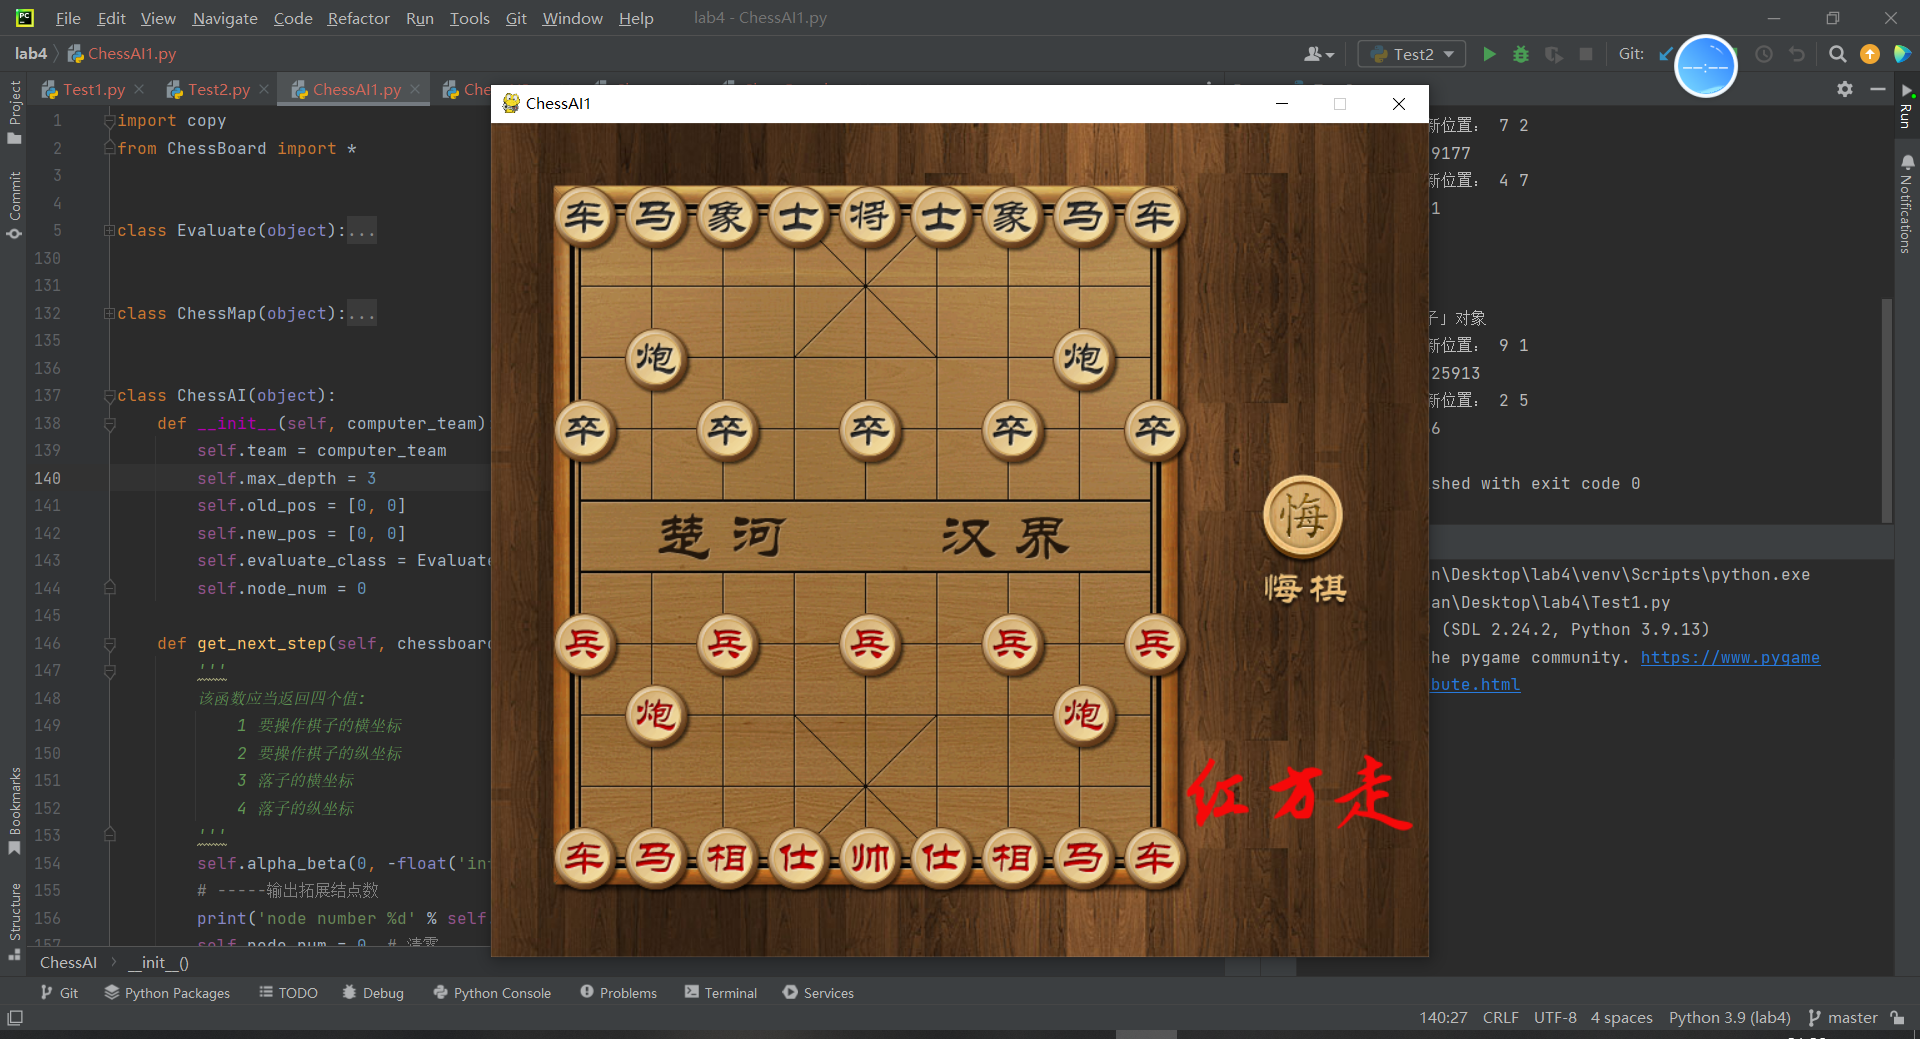 File Edit View Navigate Code Refactor Run Tools Git Window Help lab4 - ChessAI1.py
lab4 ChessAI1.py Test2 Git:
Test1.py Test2.py ChessAI1.py Che
Project
Commit
Bookmarks
Structure
Run
Notifications
1 import copy
2 from ChessBoard import *
3
4
5 class Evaluate(object):...
130
131
132 class ChessMap(object):...
135
136
137 class ChessAI(object):
138 def __init__(self, computer_team)
139 self.team = computer_team
140 self.max_depth = 3
141 self.old_pos = [0, 0]
142 self.new_pos = [0, 0]
143 self.evaluate_class = Evaluate
144 self.node_num = 0
145
146 def get_next_step(self, chessboard
147 '''
148 该函数应当返回四个值:
149 1 要操作棋子的横坐标
150 2 要操作棋子的纵坐标
151 3 落子的横坐标
152 4 落子的纵坐标
153 '''
154 self.alpha_beta(0, -float('in
155 # -----输出拓展结点数
156 print('node number %d' % self
157 self.node_num = 0 # 清零
ChessAI __init__()
ChessAI1
车 马 象 士 将 士 象 马 车
炮 炮
卒 卒 卒 卒 卒
楚河 汉界
兵 兵 兵 兵 兵
炮 炮
车 马 相 仕 帅 仕 相 马 车
悔
悔棋
红方走
新位置: 7 2
9177
新位置: 4 7
1
子」对象
新位置: 9 1
25913
新位置: 2 5
6
shed with exit code 0
n\Desktop\lab4\venv\Scripts\python.exe
an\Desktop\lab4\Test1.py
(SDL 2.24.2, Python 3.9.13)
he pygame community. https://www.pygame
bute.html
Git Python Packages TODO Debug Python Console Problems Terminal Services
140:27 CRLF UTF-8 4 spaces Python 3.9 (lab4) master